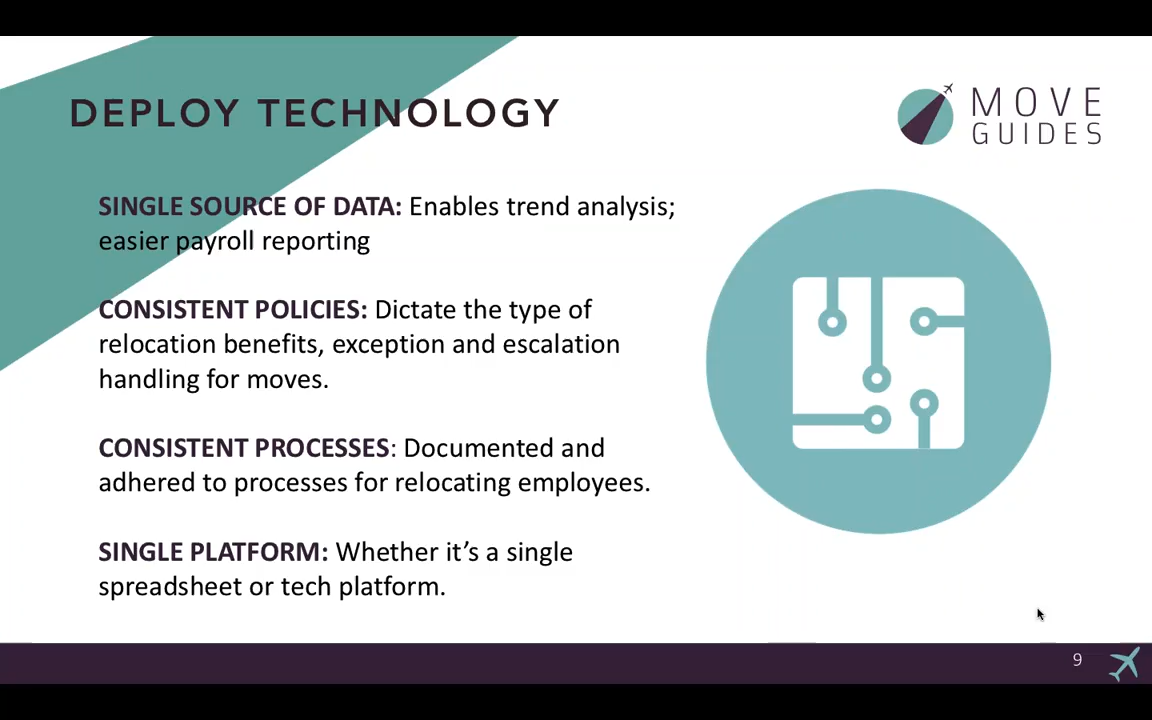 DEPLOY TECHNOLOGY
MOVE
GUIDES
SINGLE SOURCE OF DATA: Enables trend analysis;
easier payroll reporting
CONSISTENT POLICIES: Dictate the type of
relocation benefits, exception and escalation
handling for moves.
CONSISTENT PROCESSES: Documented and
adhered to processes for relocating employees.
SINGLE PLATFORM: Whether it’s a single
spreadsheet or tech platform.
9